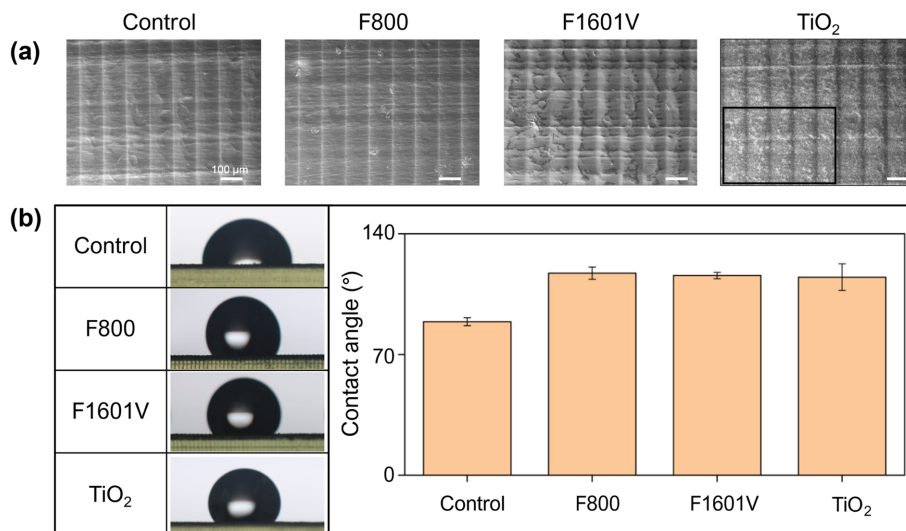 Control F800 F1601V TiO₂
(a)
100 µm
(b)
Control
F800
F1601V
TiO₂
Contact angle (°)
140
70
0
Control F800 F1601V TiO₂